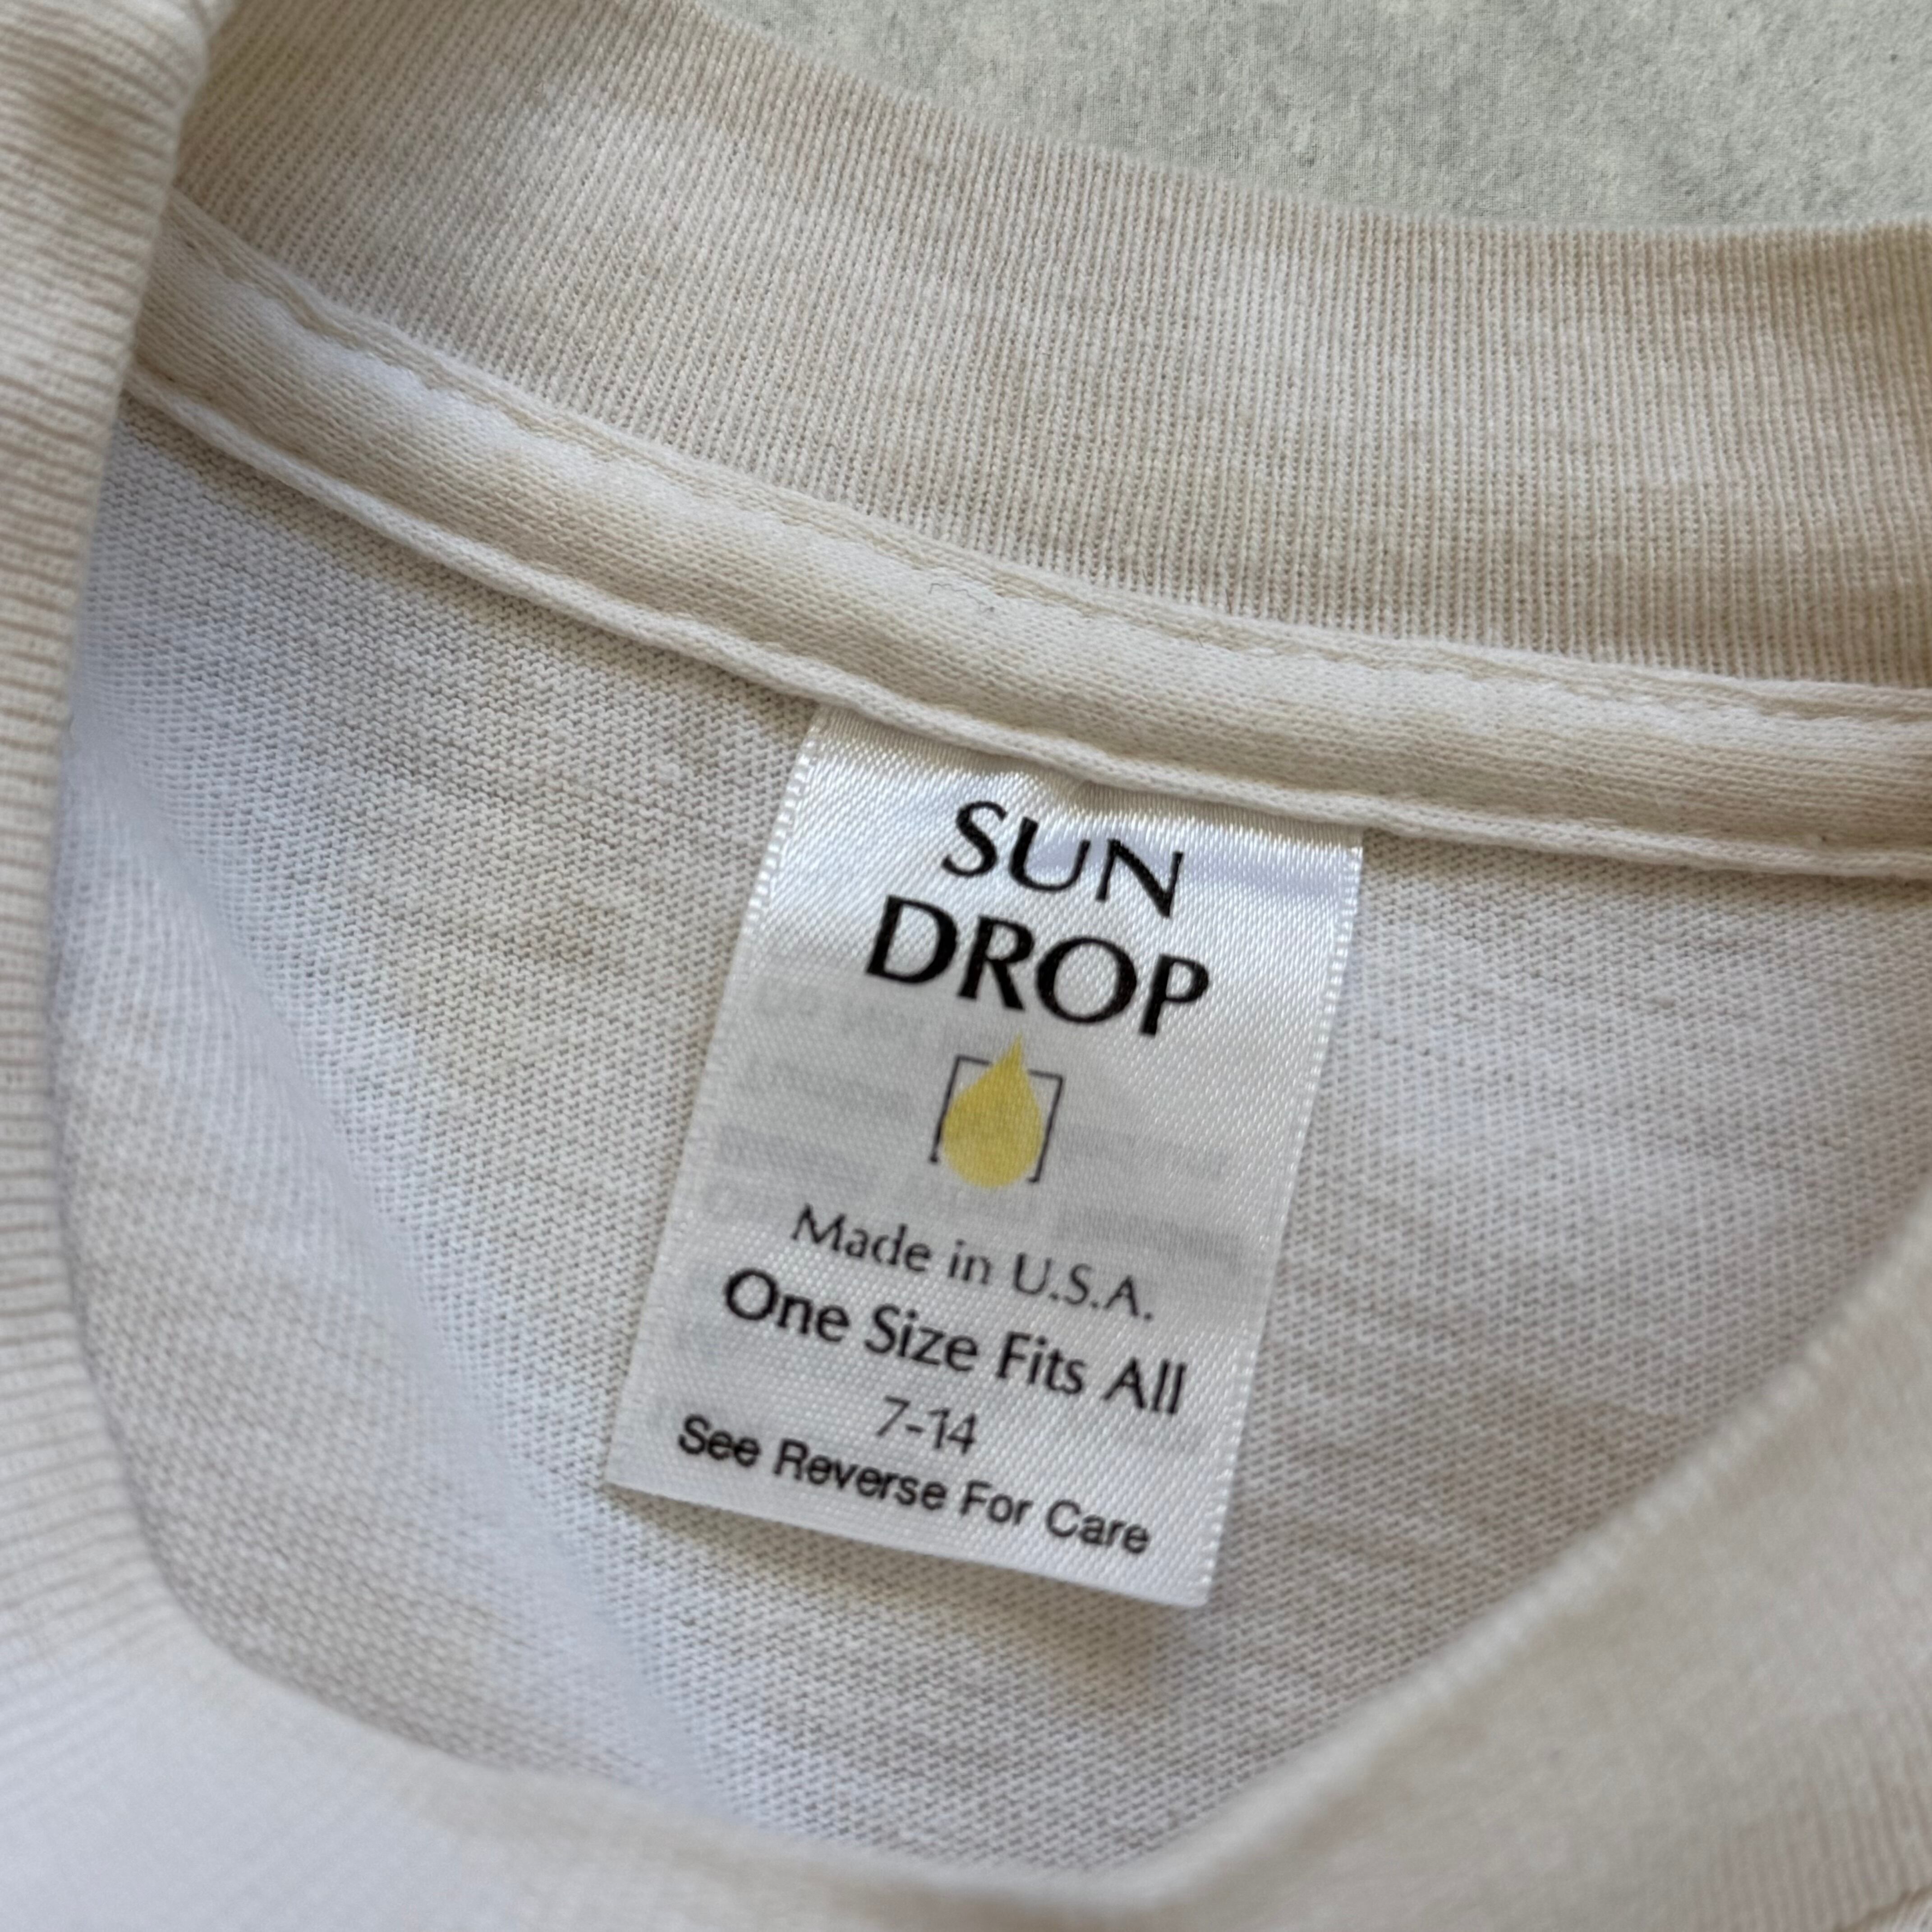 SUN
DROP
Made in U.S.A.
One Size Fits All
7-14
See Reverse For Care